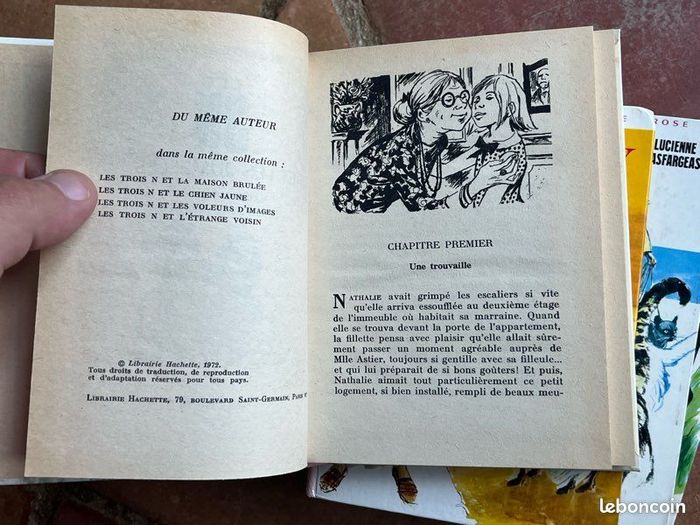 DU MÊME AUTEUR
dans la même collection :
LES TROIS N ET LA MAISON BRULÉE
LES TROIS N ET LE CHIEN JAUNE
LES TROIS N ET LES VOLEURS D'IMAGES
LES TROIS N ET L'ÉTRANGE VOISIN
© Librairie Hachette, 1972.
Tous droits de traduction, de reproduction
et d'adaptation réservés pour tous pays.
LIBRAIRIE HACHETTE, 79, BOULEVARD SAINT-GERMAIN, PARIS
CHAPITRE PREMIER
Une trouvaille
NATHALIE avait grimpé les escaliers si vite
qu'elle arriva essoufflée au deuxième étage
de l'immeuble où habitait sa marraine. Quand
elle se trouva devant la porte de l'appartement,
la fillette pensa avec plaisir qu'elle allait sûre-
ment passer un moment agréable auprès de
Mlle Astier, toujours si gentille avec sa filleule...
et qui lui préparait de si bons goûters! Et puis,
Nathalie aimait tout particulièrement ce petit
logement, si bien installé, rempli de beaux meu-
ROSE
LUCIENNE
ASFARGEAS
leboncoin